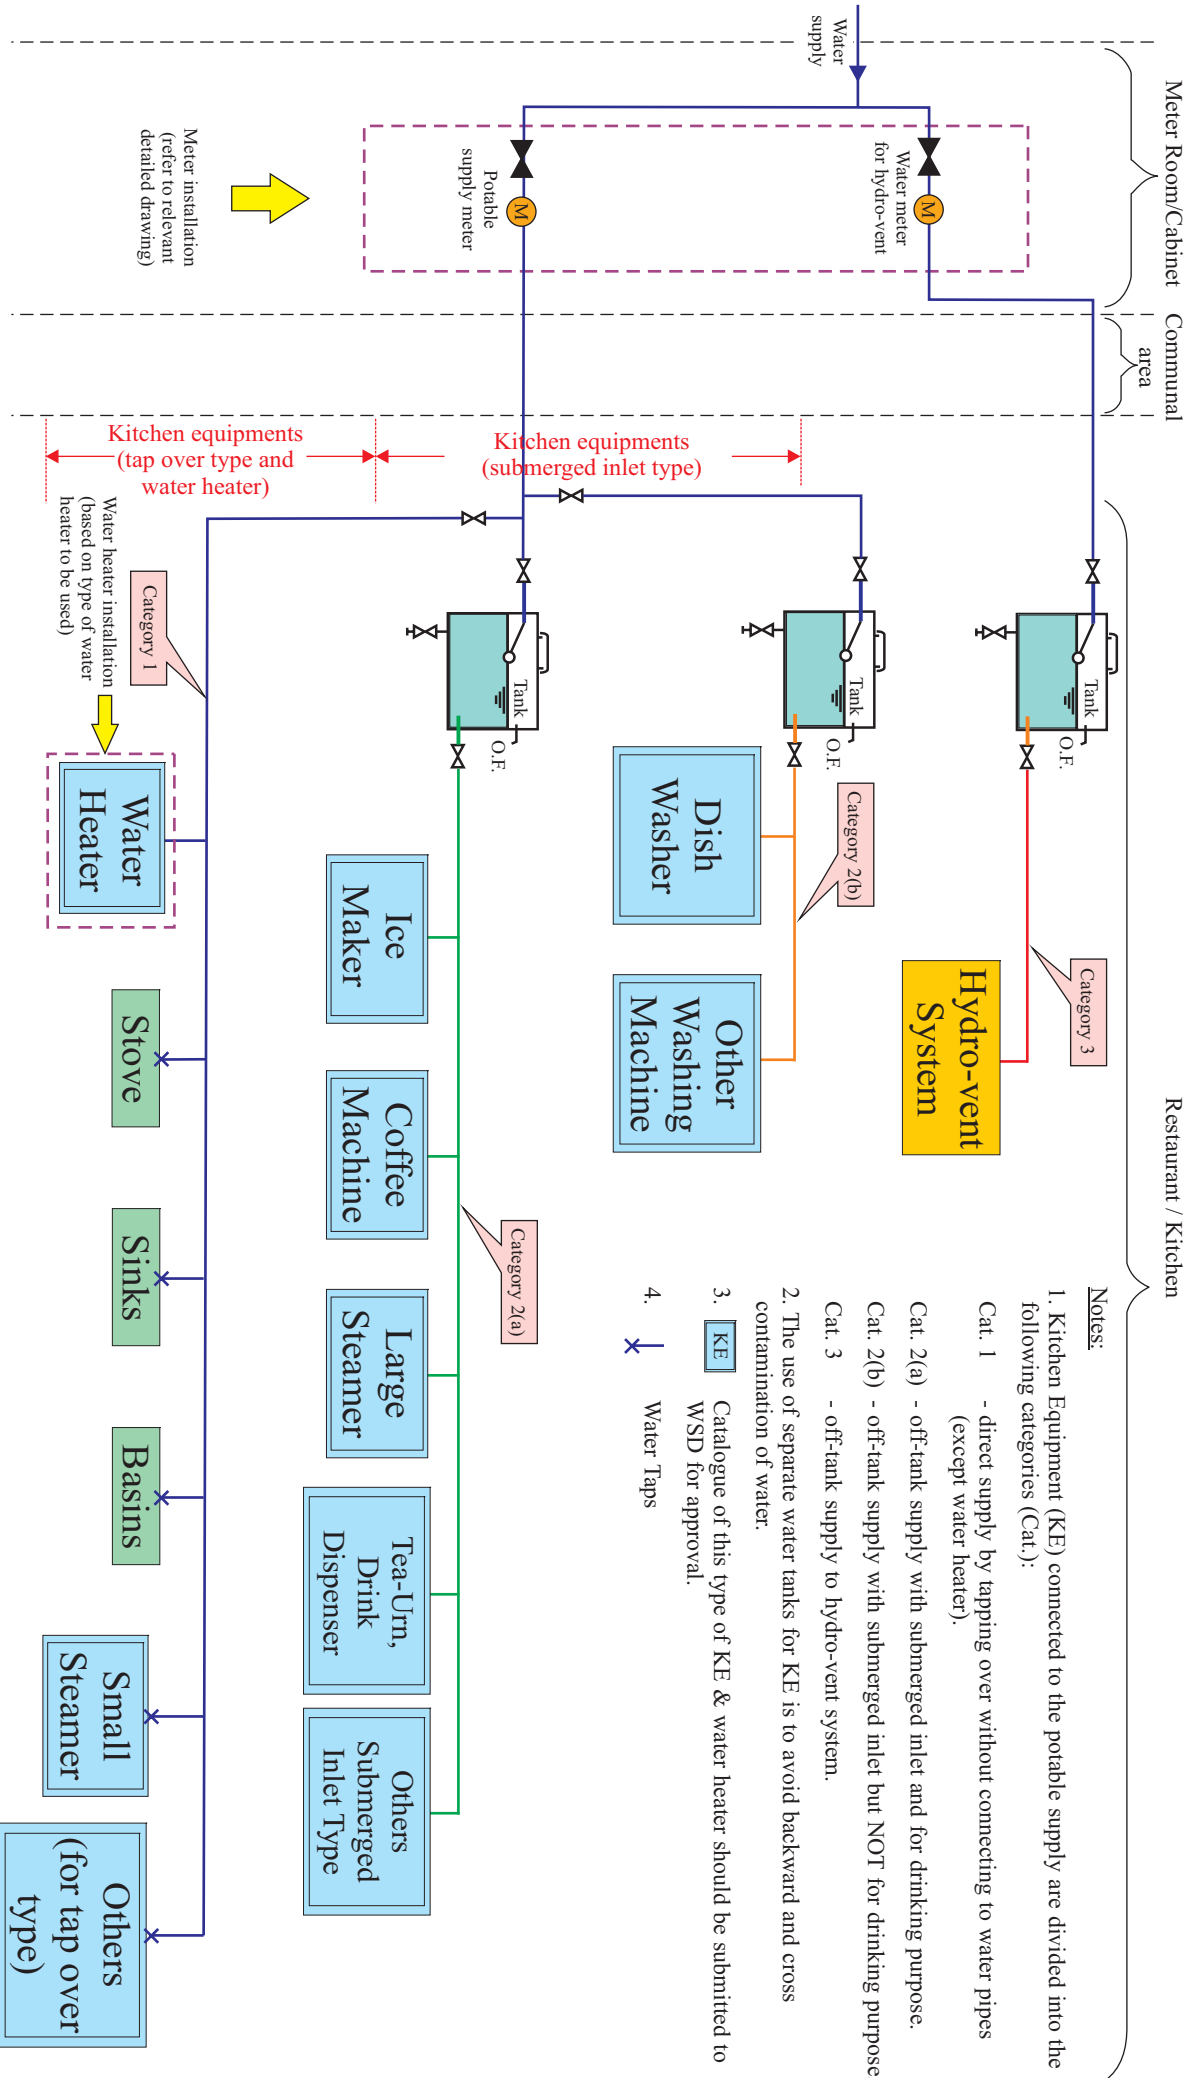 Meter Room/Cabinet
Communal
area
Restaurant / Kitchen
Water
supply
Water meter
for hydro-vent
M
Potable
supply meter
M
Meter installation
(refer to relevant
detailed drawing)
Kitchen equipments
(submerged inlet type)
Kitchen equipments
(tap over type and
water heater)
Tank
O.F.
Category 3
Hydro-vent
System
Tank
O.F.
Category 2(b)
Dish
Washer
Other
Washing
Machine
Tank
O.F.
Category 2(a)
Ice
Maker
Coffee
Machine
Large
Steamer
Tea-Urn,
Drink
Dispenser
Others
Submerged
Inlet Type
Category 1
Water heater installation
(based on type of water
heater to be used)
Water
Heater
Stove
Sinks
Basins
Small
Steamer
Others
(for tap over
type)
Notes:
1. Kitchen Equipment (KE) connected to the potable supply are divided into the
following categories (Cat.):
Cat. 1 - direct supply by tapping over without connecting to water pipes
(except water heater).
Cat. 2(a) - off-tank supply with submerged inlet and for drinking purpose.
Cat. 2(b) - off-tank supply with submerged inlet but NOT for drinking purpose
Cat. 3 - off-tank supply to hydro-vent system.
2. The use of separate water tanks for KE is to avoid backward and cross
contamination of water.
3. KE Catalogue of this type of KE & water heater should be submitted to
WSD for approval.
4. Water Taps